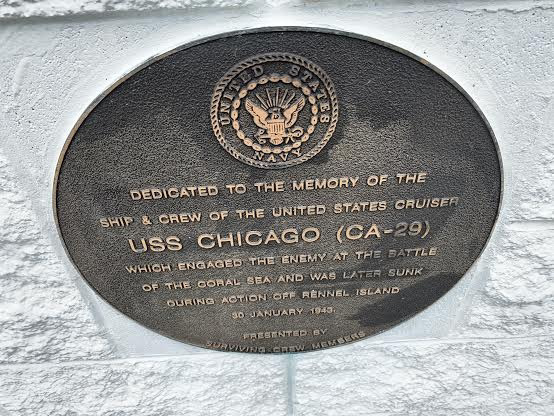 UNITED STATES
NAVY
DEDICATED TO THE MEMORY OF THE
SHIP & CREW OF THE UNITED STATES CRUISER
USS CHICAGO (CA-29)
WHICH ENGAGED THE ENEMY AT THE BATTLE
OF THE CORAL SEA AND WAS LATER SUNK
DURING ACTION OFF RENNEL ISLAND
30 JANUARY 1943.
PRESENTED BY
SURVIVING CREW MEMBERS